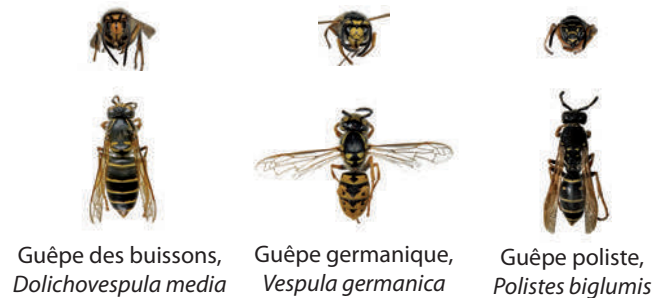 Guêpe des buissons,
Dolichovespula media
Guêpe germanique,
Vespula germanica
Guêpe poliste,
Polistes biglumis